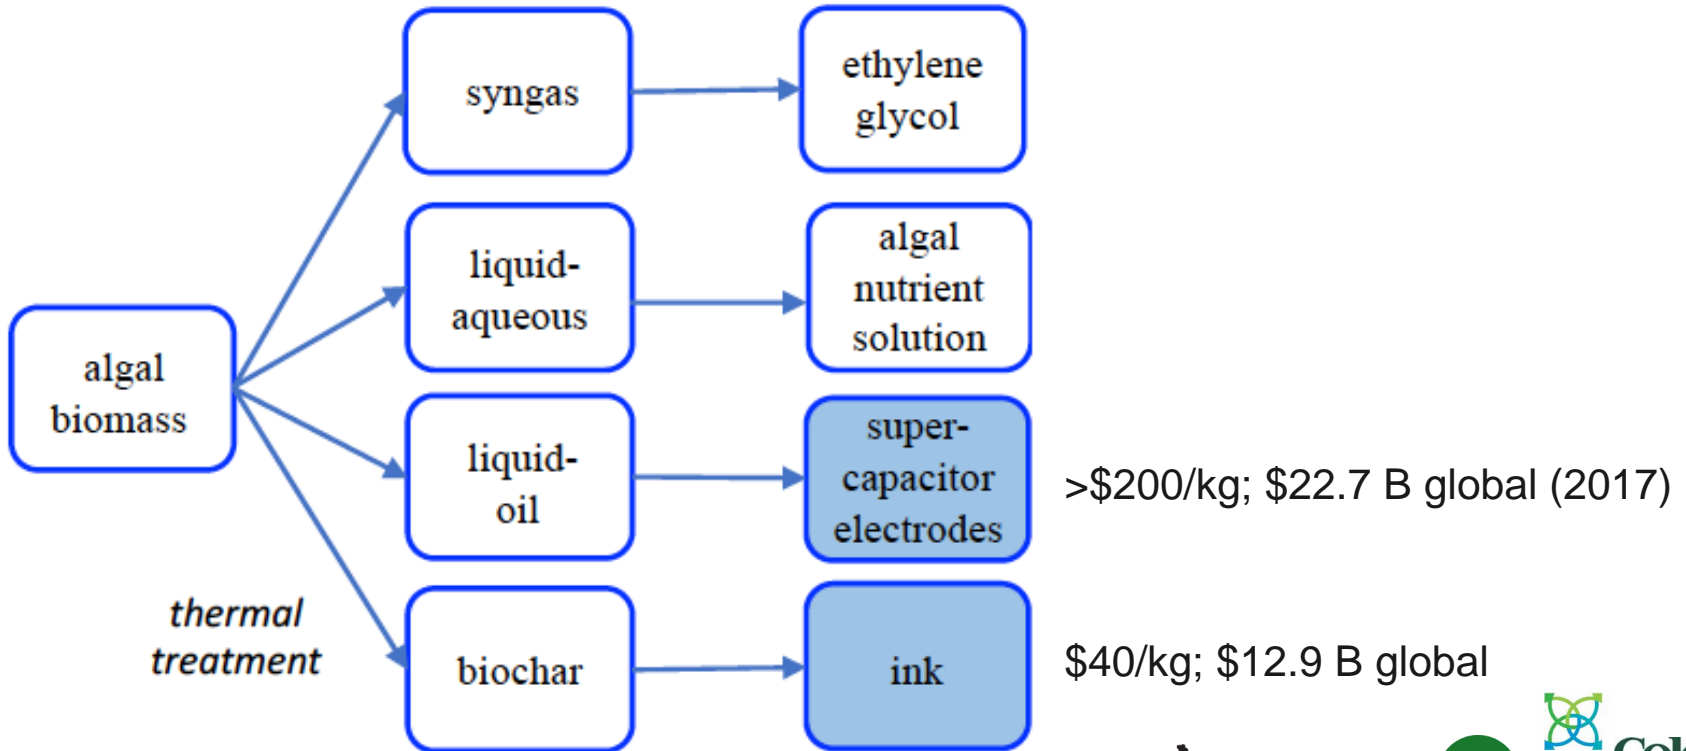 syngas
ethylene
glycol
liquid-
aqueous
algal
nutrient
solution
algal
biomass
liquid-
oil
super-
capacitor
electrodes
>$200/kg; $22.7 B global (2017)
thermal
treatment
biochar
ink
$40/kg; $12.9 B global